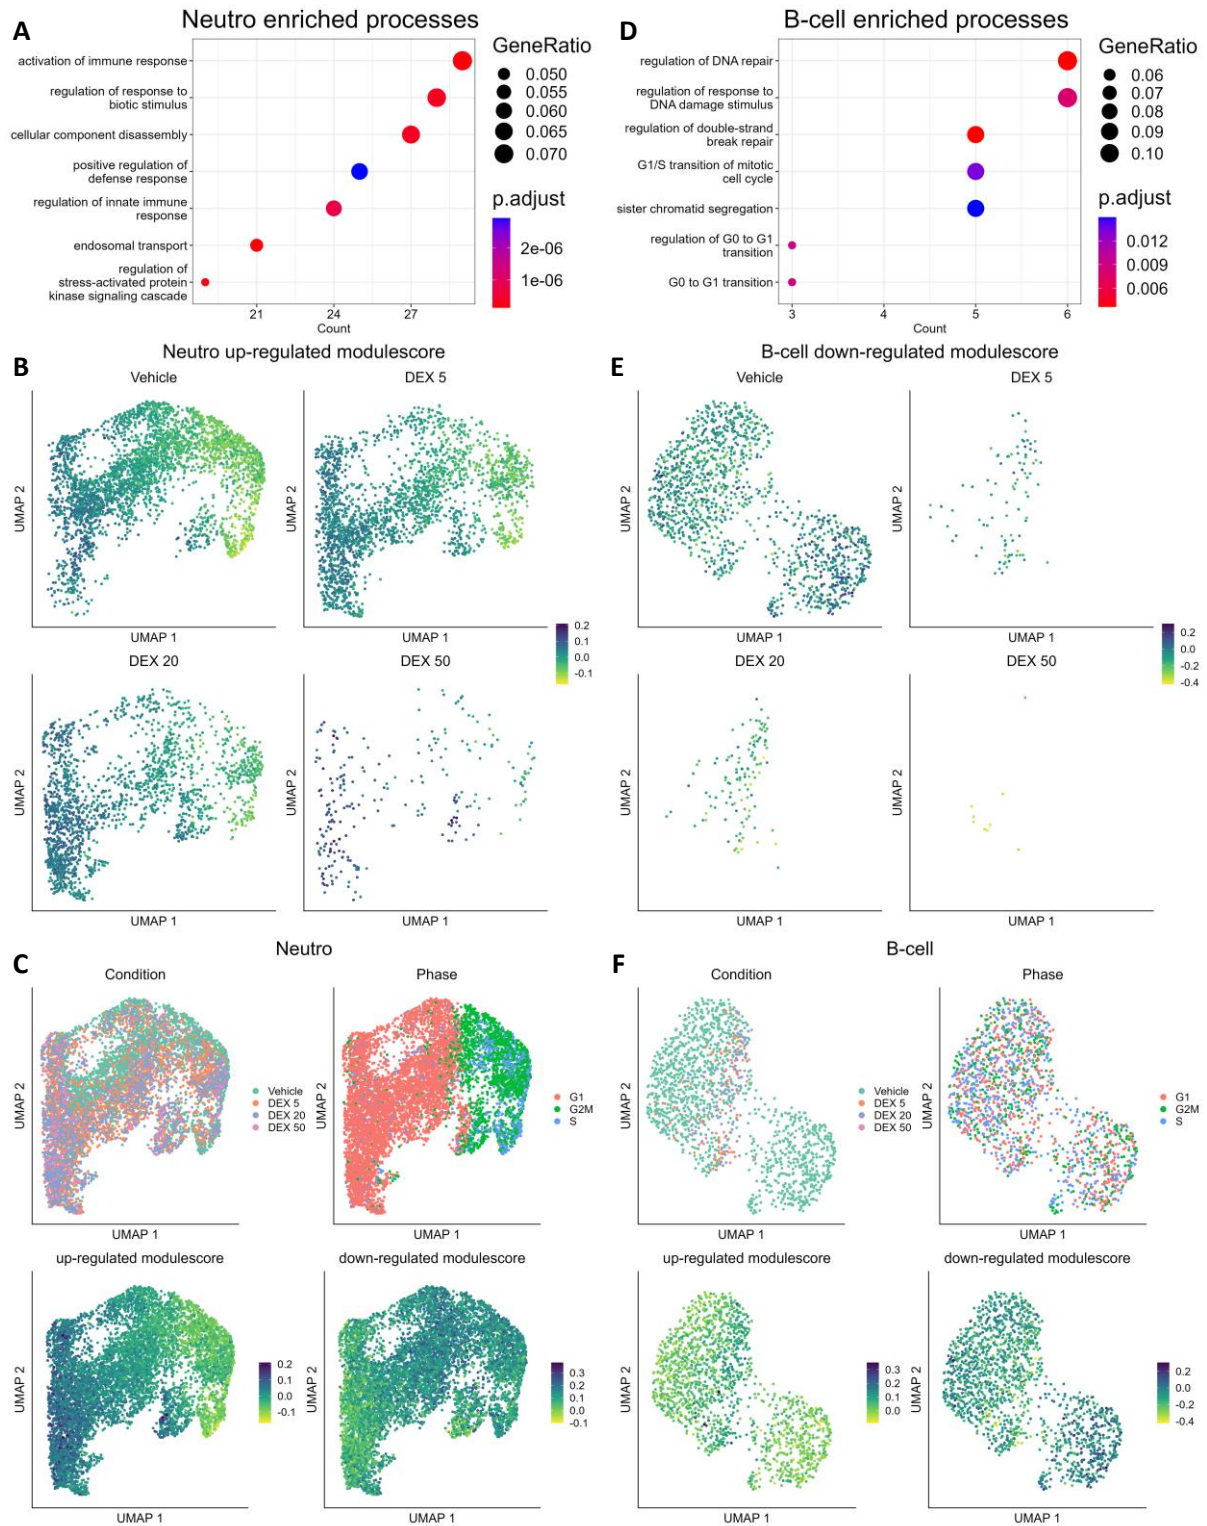 A
Neutro enriched processes
activation of immune response
regulation of response to
biotic stimulus
cellular component disassembly
positive regulation of
defense response
regulation of innate immune
response
endosomal transport
regulation of
stress-activated protein
kinase signaling cascade
21
24
27
Count
GeneRatio
0.050
0.055
0.060
0.065
0.070
p.adjust
2e-06
1e-06
D
B-cell enriched processes
regulation of DNA repair
regulation of response to
DNA damage stimulus
regulation of double-strand
break repair
G1/S transition of mitotic
cell cycle
sister chromatid segregation
regulation of G0 to G1
transition
G0 to G1 transition
3
4
5
6
Count
GeneRatio
0.06
0.07
0.08
0.09
0.10
p.adjust
0.012
0.009
0.006
B
Neutro up-regulated modulescore
Vehicle
UMAP 2
UMAP 1
DEX 5
UMAP 2
UMAP 1
DEX 20
UMAP 2
UMAP 1
DEX 50
UMAP 2
UMAP 1
0.2
0.1
0.0
-0.1
E
B-cell down-regulated modulescore
Vehicle
UMAP 2
UMAP 1
DEX 5
UMAP 2
UMAP 1
DEX 20
UMAP 2
UMAP 1
DEX 50
UMAP 2
UMAP 1
0.2
0.0
-0.2
-0.4
C
Neutro
Condition
UMAP 2
UMAP 1
Vehicle
DEX 5
DEX 20
DEX 50
Phase
UMAP 2
UMAP 1
G1
G2M
S
up-regulated modulescore
UMAP 2
UMAP 1
0.2
0.1
0.0
-0.1
down-regulated modulescore
UMAP 2
UMAP 1
0.3
0.2
0.1
0.0
-0.1
F
B-cell
Condition
UMAP 2
UMAP 1
Vehicle
DEX 5
DEX 20
DEX 50
Phase
UMAP 2
UMAP 1
G1
G2M
S
up-regulated modulescore
UMAP 2
UMAP 1
0.3
0.2
0.1
0.0
down-regulated modulescore
UMAP 2
UMAP 1
0.2
0.0
-0.2
-0.4